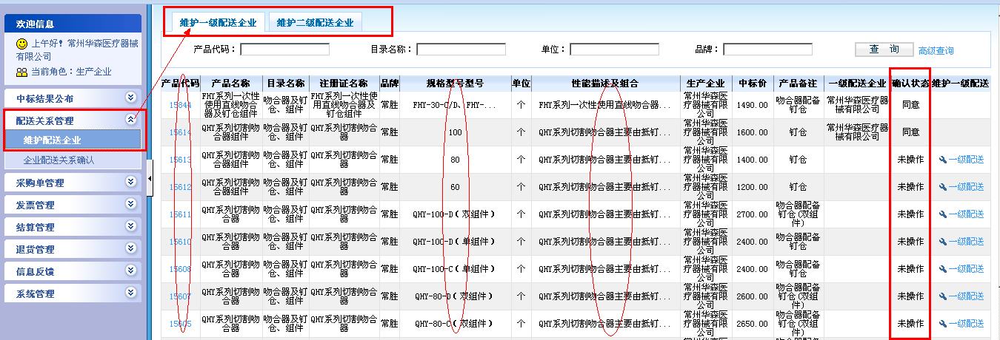 欢迎信息
上午好! 常州华森医疗器械
有限公司
当前角色：生产企业
中标结果公布
配送关系管理
维护配送企业
企业配送关系确认
采购单管理
发票管理
结算管理
退货管理
信息反馈
系统管理
维护一级配送企业 维护二级配送企业
产品代码： 目录名称： 单位： 品牌： 查 询 高级查询
产品代码 产品名称 目录名称 注册证名称 品牌 规格型号型号 单位 性能描述及组合 生产企业 中标价 产品备注 一级配送企业 确认状态 维护一级配送
15844 FHY系列一次性使用直线吻合器及钉仓组件 吻合器及钉仓、组件 FHY系列一次性使用直线吻合器及钉仓组件 常胜 FHY-30-C/D、FHY-... 个 FHY系列一次性使用直线吻合器... 常州华森医疗器械有限公司 1490.00 吻合器配备钉仓 常州华森医疗器械有限公司 同意
15614 QHY系列切割吻合器组件 吻合器及钉仓、组件 QHY系列切割吻合器 常胜 100 个 QHY系列切割吻合器主要由抵钉... 常州华森医疗器械有限公司 1600.00 钉仓 常州华森医疗器械有限公司 同意
15613 QHY系列切割吻合器组件 吻合器及钉仓、组件 QHY系列切割吻合器 常胜 80 个 QHY系列切割吻合器主要由抵钉... 常州华森医疗器械有限公司 1400.00 钉仓 未操作 一级配送
15612 QHY系列切割吻合器组件 吻合器及钉仓、组件 QHY系列切割吻合器 常胜 60 个 QHY系列切割吻合器主要由抵钉... 常州华森医疗器械有限公司 1200.00 钉仓 未操作 一级配送
15611 QHY系列切割吻合器 吻合器及钉仓、组件 QHY系列切割吻合器 常胜 QHY-100-D(双组件) 个 QHY系列切割吻合器主要由抵钉... 常州华森医疗器械有限公司 2700.00 吻合器配备钉仓(双组件) 未操作 一级配送
15610 QHY系列切割吻合器 吻合器及钉仓、组件 QHY系列切割吻合器 常胜 QHY-100-D(单组件) 个 QHY系列切割吻合器主要由抵钉... 常州华森医疗器械有限公司 2400.00 吻合器配备钉仓 未操作 一级配送
15608 QHY系列切割吻合器 吻合器及钉仓、组件 QHY系列切割吻合器 常胜 QHY-100-C(单组件) 个 QHY系列切割吻合器主要由抵钉... 常州华森医疗器械有限公司 2400.00 吻合器配备钉仓 未操作 一级配送
15607 QHY系列切割吻合器 吻合器及钉仓、组件 QHY系列切割吻合器 常胜 QHY-80-D(双组件) 个 QHY系列切割吻合器主要由抵钉... 常州华森医疗器械有限公司 2600.00 吻合器配备钉仓(双组件) 未操作 一级配送
15605 QHY系列切割吻合器 吻合器及钉仓、组件 QHY系列切割吻合器 常胜 QHY-80-C(双组件) 个 QHY系列切割吻合器主要由抵钉... 常州华森医疗器械有限公司 2650.00 吻合器配备钉仓(双组件) 未操作 一级配送